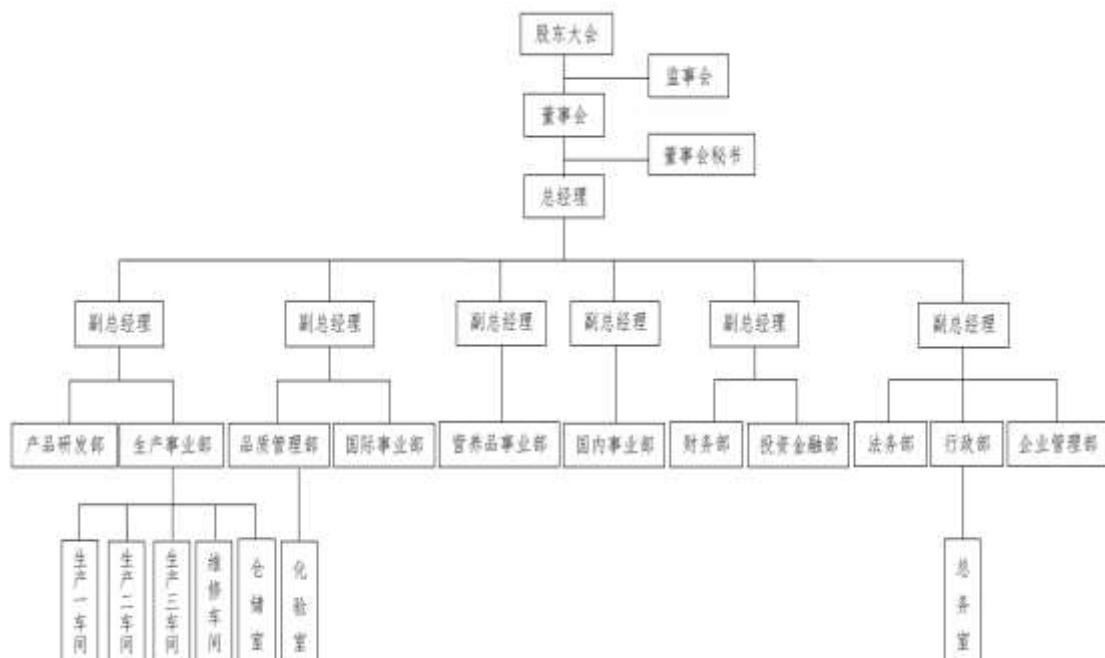 股东大会
监事会
董事会
董事会秘书
总经理
副总经理
副总经理
副总经理
副总经理
副总经理
副总经理
产品研发部
生产事业部
品质管理部
国际事业部
营养品事业部
国内事业部
财务部
投资金融部
法务部
行政部
企业管理部
生产一车间
生产二车间
生产三车间
维修车间
仓储室
化验室
总务室